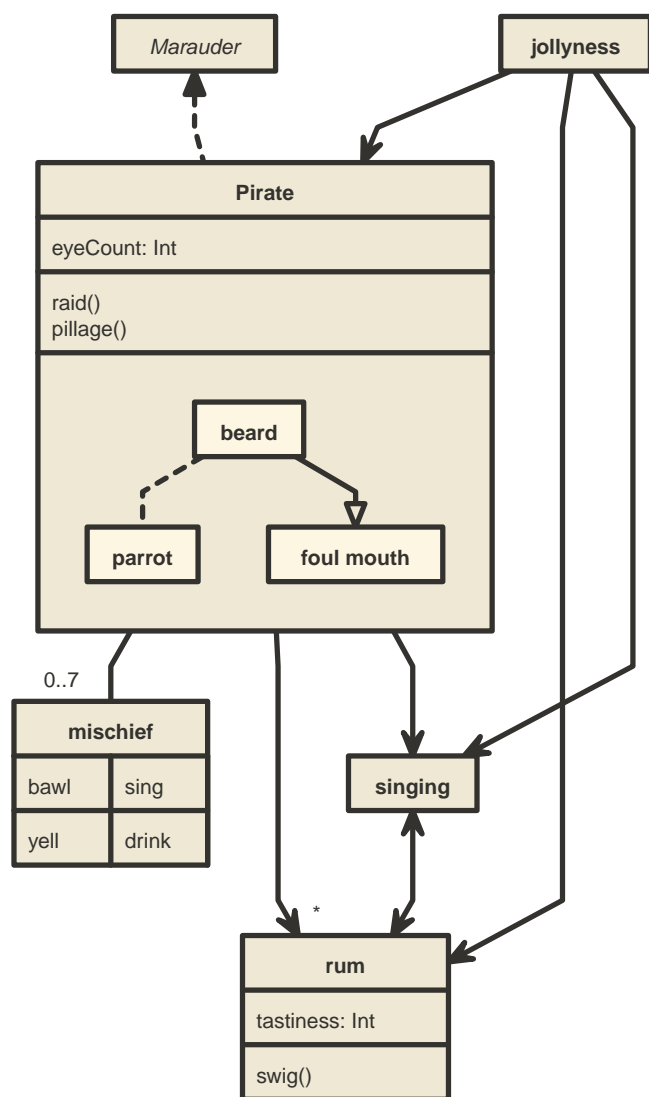 Marauder
jollyness
Pirate
eyeCount: Int
raid()
pillage()
beard
parrot
foul mouth
0..7
mischief
bawl
sing
yell
drink
singing
*
rum
tastiness: Int
swig()